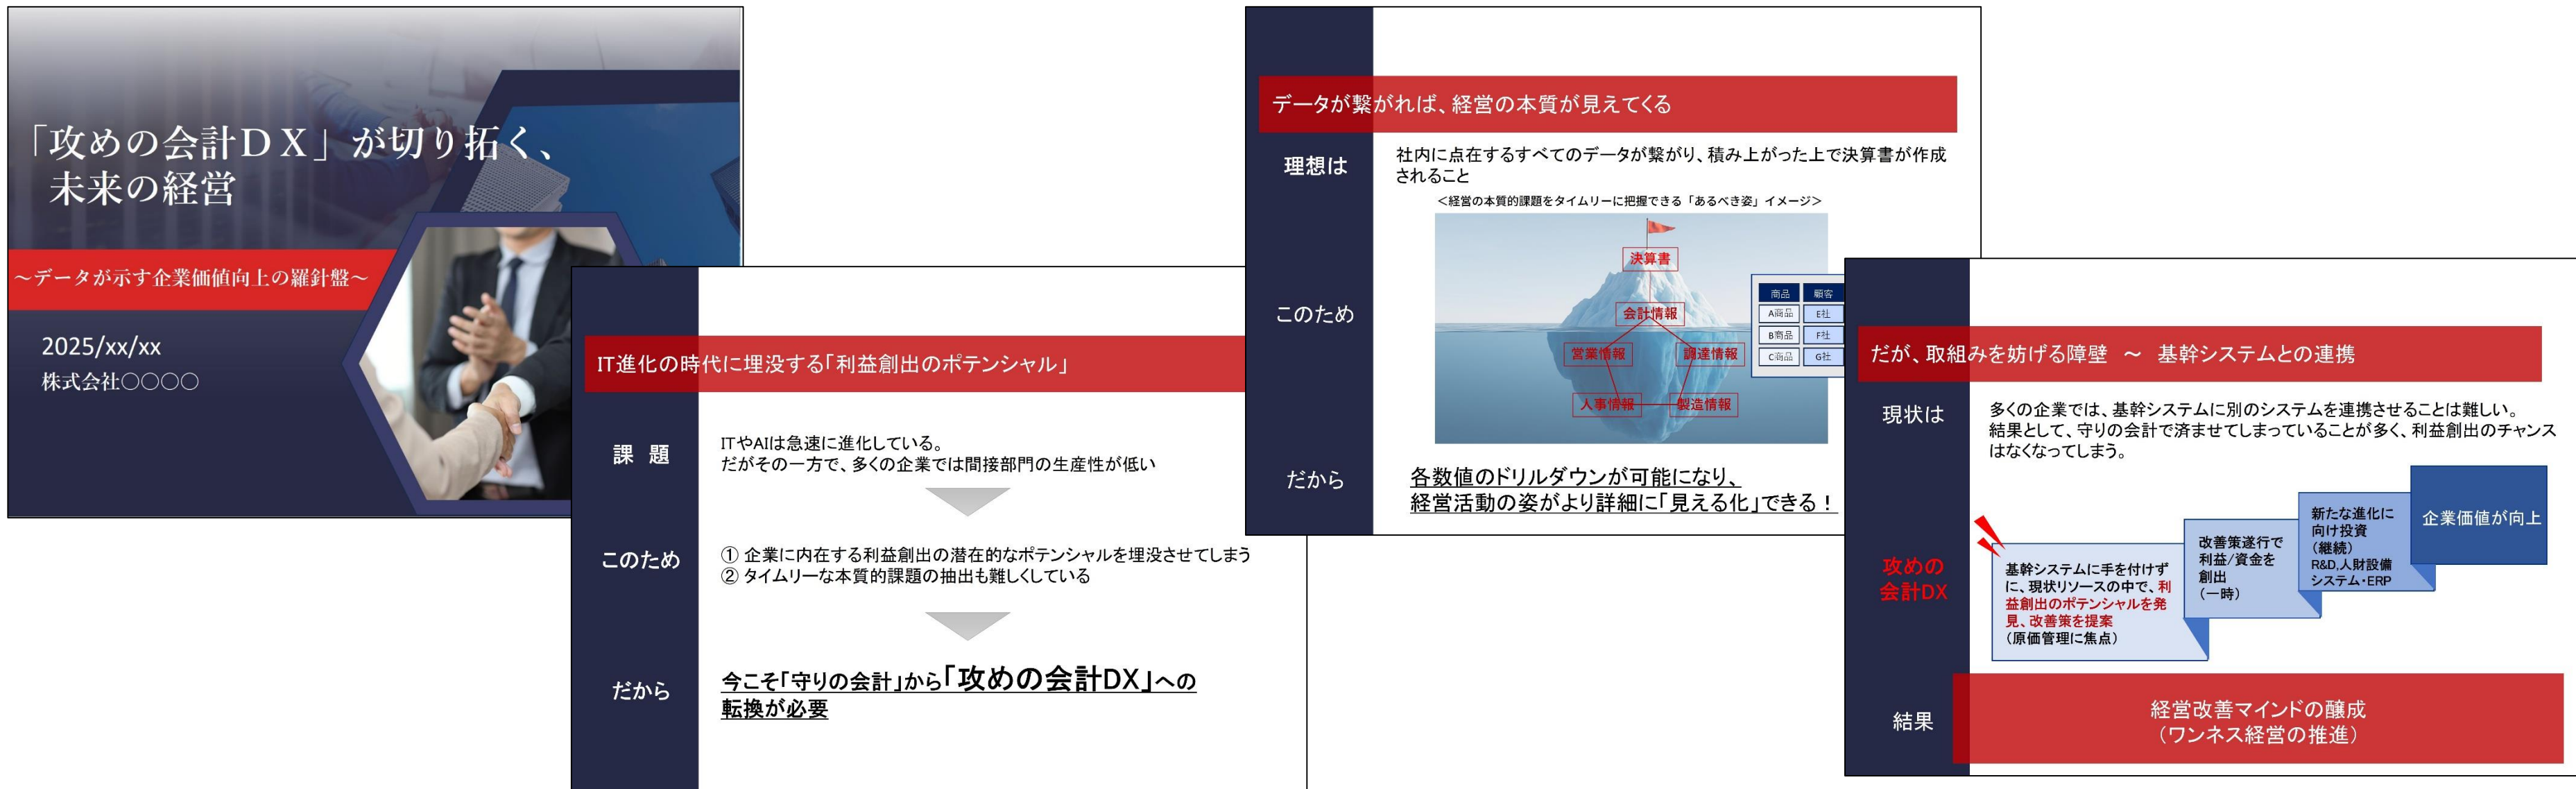 「攻めの会計DX」が切り拓く、
未来の経営
～データが示す企業価値向上の羅針盤～
2025/xx/xx
株式会社○○○○
IT進化の時代に埋没する「利益創出のポテンシャル」
課 題
ITやAIは急速に進化している。
だがその一方で、多くの企業では間接部門の生産性が低い
このため
① 企業に内在する利益創出の潜在的なポテンシャルを埋没させてしまう
② タイムリーな本質的課題の抽出も難しくしている
だから
今こそ「守りの会計」から「攻めの会計DX」への
転換が必要
データが繋がれば、経営の本質が見えてくる
理想は
社内に点在するすべてのデータが繋がり、積み上がった上で決算書が作成
されること
＜経営の本質的課題をタイムリーに把握できる「あるべき姿」イメージ＞
このため
決算書
会計情報
営業情報
調達情報
人事情報
製造情報
商品 顧客
A商品 E社
B商品 F社
C商品 G社
だから
各数値のドリルダウンが可能になり、
経営活動の姿がより詳細に「見える化」できる！
だが、取組みを妨げる障壁 ～ 基幹システムとの連携
現状は
多くの企業では、基幹システムに別のシステムを連携させることは難しい。
結果として、守りの会計で済ませてしまっていることが多く、利益創出のチャンス
はなくなってしまう。
攻めの
会計DX
基幹システムに手を付けず
に、現状リソースの中で、利
益創出のポテンシャルを発
見、改善策を提案
（原価管理に焦点）
改善策遂行で
利益/資金を
創出
（一時）
新たな進化に
向け投資
（継続）
R&D,人財設備
システム・ERP
企業価値が向上
結果
経営改善マインドの醸成
（ワンネス経営の推進）